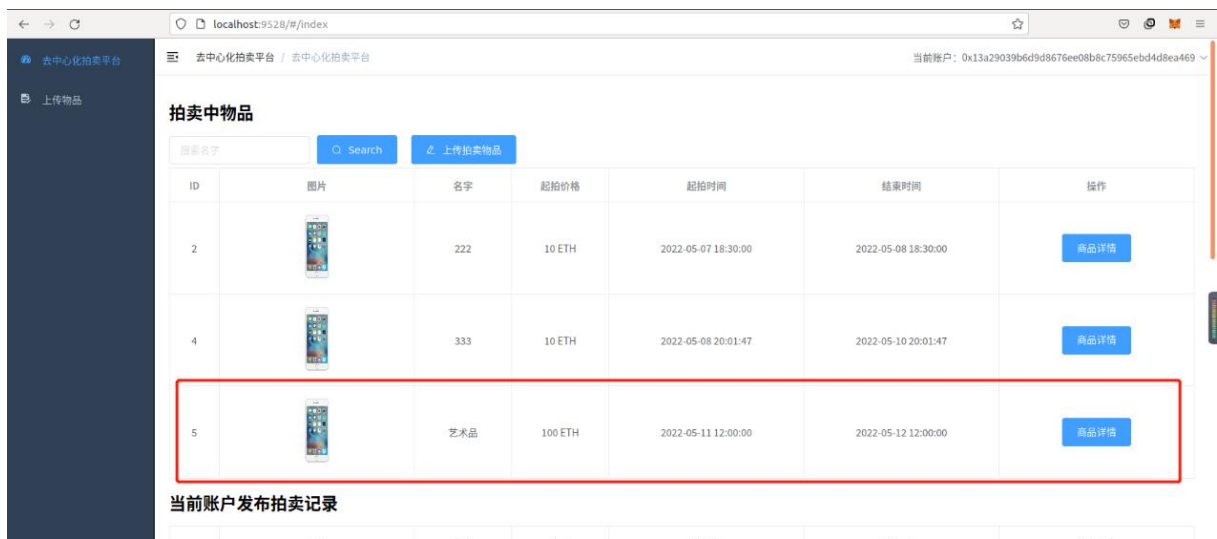 localhost:9528/#/index
去中心化拍卖平台
去中心化拍卖平台 / 去中心化拍卖平台
当前账户：0x13a29039b6d9d8676ee08b8c75965ebd4d8ea469
上传物品
拍卖中物品
搜索名字 Search 上传拍卖物品
ID 图片 名字 起拍价格 起拍时间 结束时间 操作
2 222 10 ETH 2022-05-07 18:30:00 2022-05-08 18:30:00 商品详情
4 333 10 ETH 2022-05-08 20:01:47 2022-05-10 20:01:47 商品详情
5 艺术品 100 ETH 2022-05-11 12:00:00 2022-05-12 12:00:00 商品详情
当前账户发布拍卖记录